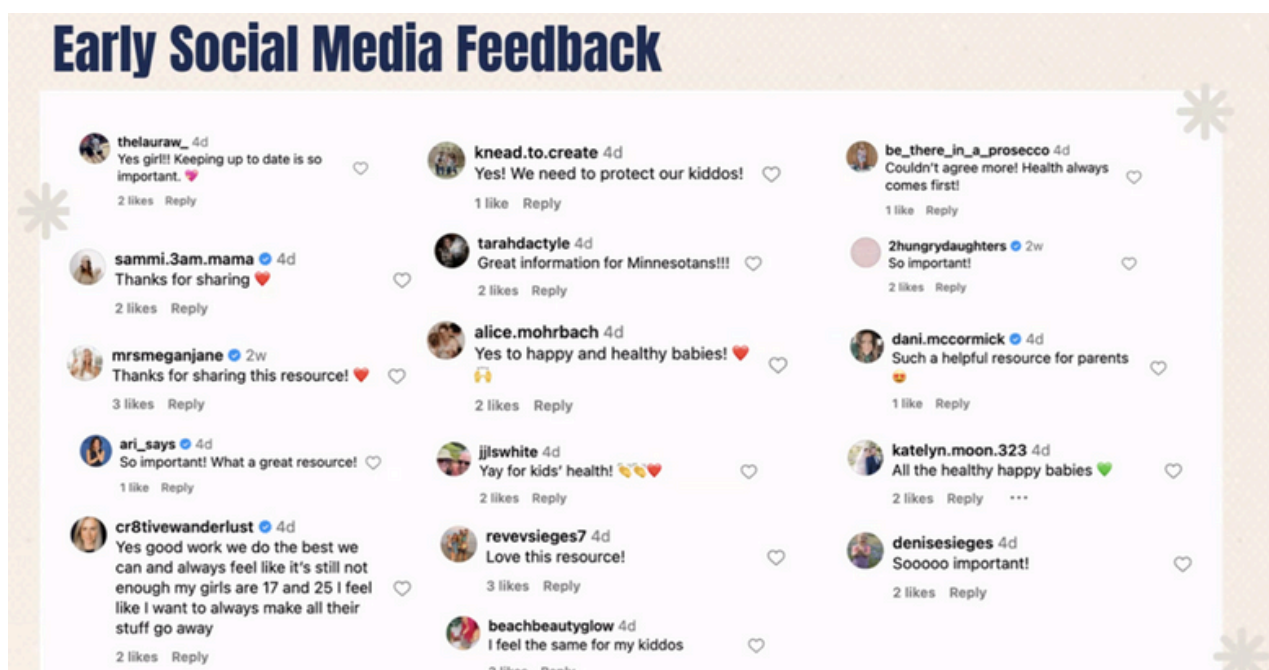 Early Social Media Feedback
thelauraw_ 4d
Yes girl!! Keeping up to date is so
important. 💖
2 likes Reply
sammi.3am.mama 4d
Thanks for sharing ❤️
2 likes Reply
mrsmeganjane 2w
Thanks for sharing this resource! ❤️
3 likes Reply
ari_says 4d
So important! What a great resource!
1 like Reply
cr8tivewanderlust 4d
Yes good work we do the best we
can and always feel like it's still not
enough my girls are 17 and 25 I feel
like I want to always make all their
stuff go away
2 likes Reply
knead.to.create 4d
Yes! We need to protect our kiddos!
1 like Reply
tarahdactyle 4d
Great information for Minnesotans!!!
2 likes Reply
alice.mohrbach 4d
Yes to happy and healthy babies! ❤️
🙌
2 likes Reply
jjlswhite 4d
Yay for kids' health! 👏👏❤️
2 likes Reply
revevsieges7 4d
Love this resource!
3 likes Reply
beachbeautyglow 4d
I feel the same for my kiddos
likes Reply
be_there_in_a_prosecco 4d
Couldn't agree more! Health always
comes first!
1 like Reply
2hungrydaughters 2w
So important!
2 likes Reply
dani.mccormick 4d
Such a helpful resource for parents
😍
1 like Reply
katelyn.moon.323 4d
All the healthy happy babies 💚
2 likes Reply ...
denisesieges 4d
Sooooo important!
2 likes Reply